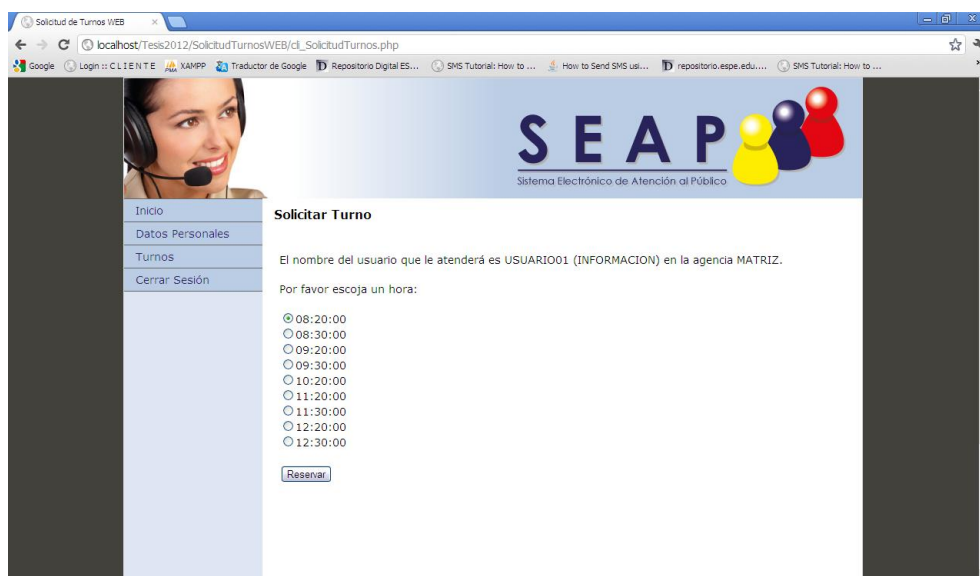 Solicitud de Turnos WEB
localhost/Tesis2012/SolicitudTurnosWEB/cli_SolicitudTurnos.php
Google Login :: C L I E N T E XAMPP Traductor de Google Repositorio Digital ES... SMS Tutorial: How to ... How to Send SMS usi... repositorio.espe.edu.... SMS Tutorial: How to ...
SEAP
Sistema Electrónico de Atención al Público
Inicio
Datos Personales
Turnos
Cerrar Sesión
Solicitar Turno
El nombre del usuario que le atenderá es USUARIO01 (INFORMACION) en la agencia MATRIZ.
Por favor escoja un hora:
08:20:00
08:30:00
09:20:00
09:30:00
10:20:00
11:20:00
11:30:00
12:20:00
12:30:00
Reservar